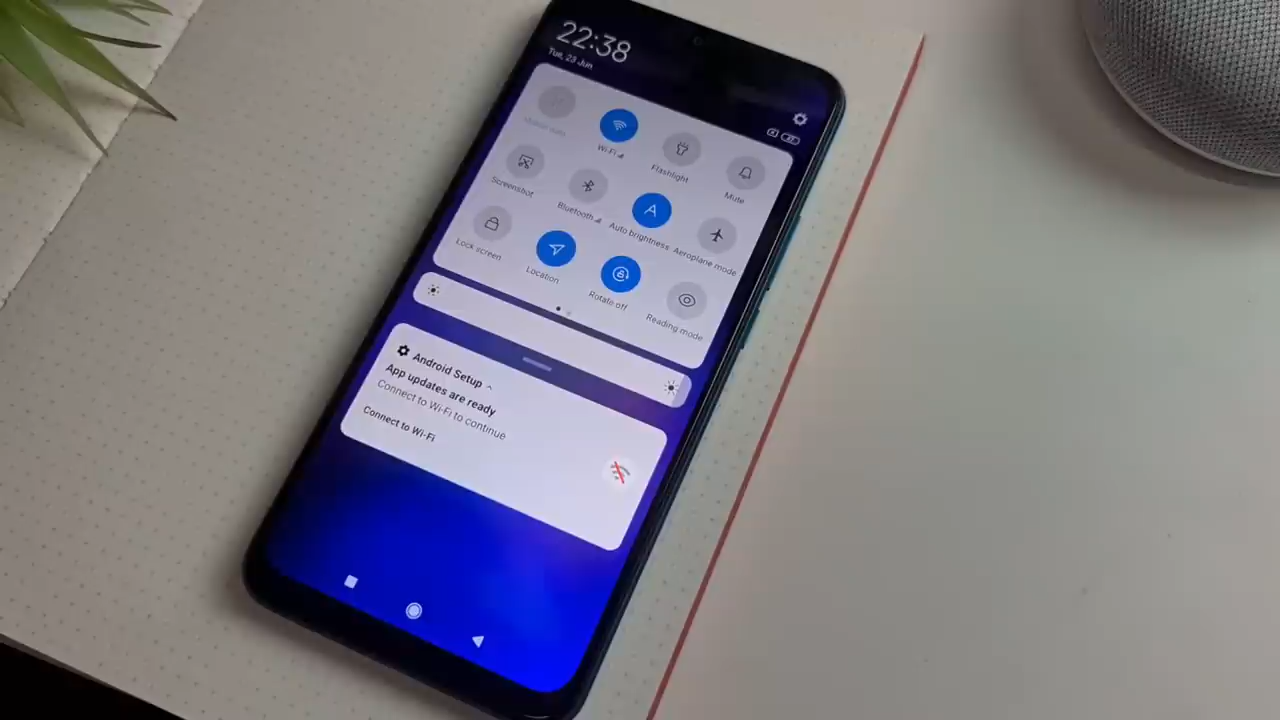 22:38
Tue, 23 Jun
Mobile data
Wi-Fi
Flashlight
Mute
Screenshot
Bluetooth
A
Auto brightness
Aeroplane mode
Lock screen
Location
Rotate off
Reading mode
Android Setup
App updates are ready
Connect to Wi-Fi to continue
Connect to Wi-Fi